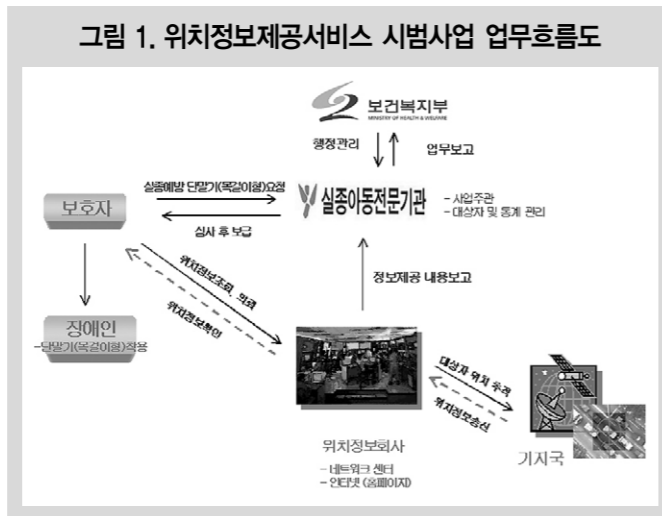 그림 1. 위치정보제공서비스 시범사업 업무흐름도
보건복지부
MINISTRY OF HEALTH & WELFARE
행정관리
업무보고
실종예방 단말기(목걸이형)요청
보호자
실종아동전문기관
- 사업주관
- 대상자 및 통계 관리
심사 후 보급
위치정보조회, 의뢰
정보제공 내용보고
위치정보확인
장애인
-단말기(목걸이형)착용
대상자 위치 추적
위치정보송신
위치정보회사
기지국
- 네트워크 센터
- 인터넷 (홈페이지)